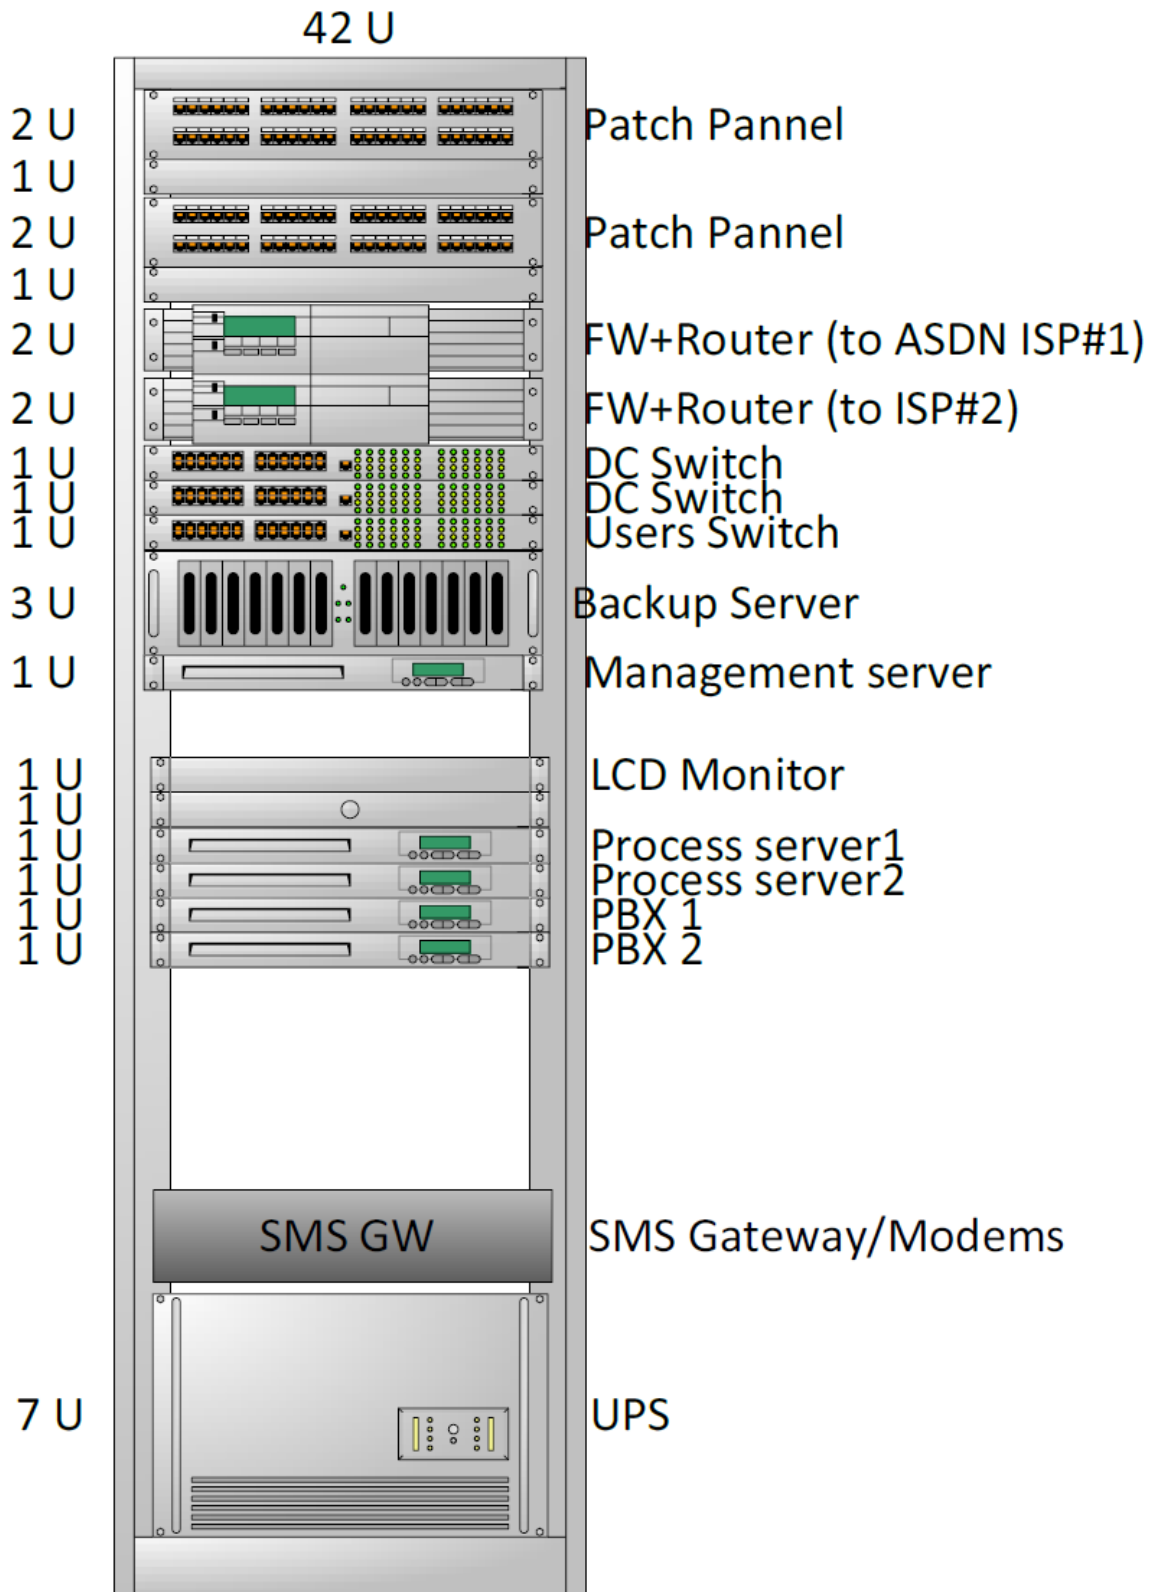 42 U
2 U Patch Pannel
1 U
2 U Patch Pannel
1 U
2 U FW+Router (to ASDN ISP#1)
2 U FW+Router (to ISP#2)
1 U DC Switch
1 U DC Switch
1 U Users Switch
3 U Backup Server
1 U Management server
1 U LCD Monitor
1 U
1 U Process server1
1 U Process server2
1 U PBX 1
1 U PBX 2
SMS GW SMS Gateway/Modems
7 U UPS